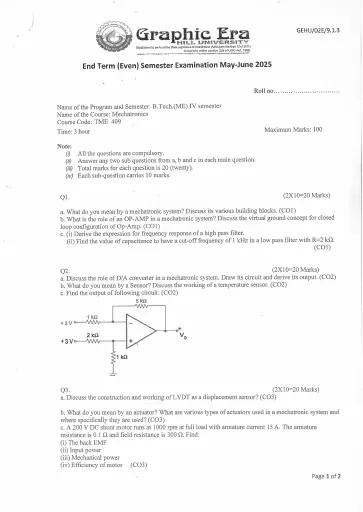 GEHU/02E/9.1.3
Graphic Era
HILL UNIVERSITY
End Term (Even) Semester Examination May-June 2025
Roll no..............................
Name of the Program and Semester: B.Tech.(ME) IV semester
Name of the Course: Mechatronics
Course Code: TME 409
Time: 3 hour Maximum Marks: 100
Note:
(i) All the questions are compulsory.
(ii) Answer any two sub questions from a, b and c in each main question.
(iii) Total marks for each question is 20 (twenty).
(iv) Each sub-question carries 10 marks.
Q1. (2X10=20 Marks)
a. What do you mean by a mechatronic system? Discuss its various building blocks. (CO1)
b. What is the role of an OP-AMP in a mechatronic system? Discuss the virtual ground concept for closed
loop configuration of Op-Amp. (CO1)
c. (i) Derive the expression for frequency response of a high pass filter.
(ii) Find the value of capacitance to have a cut-off frequency of 1 kHz in a low pass filter with R=2 kΩ.
(CO1)
Q2. (2X10=20 Marks)
a. Discuss the role of D/A converter in a mechatronic system. Draw its circuit and derive its output. (CO2)
b. What do you mean by a Sensor? Discuss the working of a temperature sensor. (CO2)
c. Find the output of following circuit: (CO2)
5 kΩ
1 kΩ
+2 V
2 kΩ
+3 V
Vo
1 kΩ
Q3. (2X10=20 Marks)
a. Discuss the construction and working of LVDT as a displacement sensor? (CO3)
b. What do you mean by an actuator? What are various types of actuators used in a mechatronic system and
where specifically they are used? (CO3)
c. A 200 V DC shunt motor runs at 1000 rpm at full load with armature current 15 A. The armature
resistance is 0.1 Ω and field resistance is 300 Ω. Find:
(i) The back EMF
(ii) Input power
(iii) Mechanical power
(iv) Efficiency of motor (CO3)
Page 1 of 2